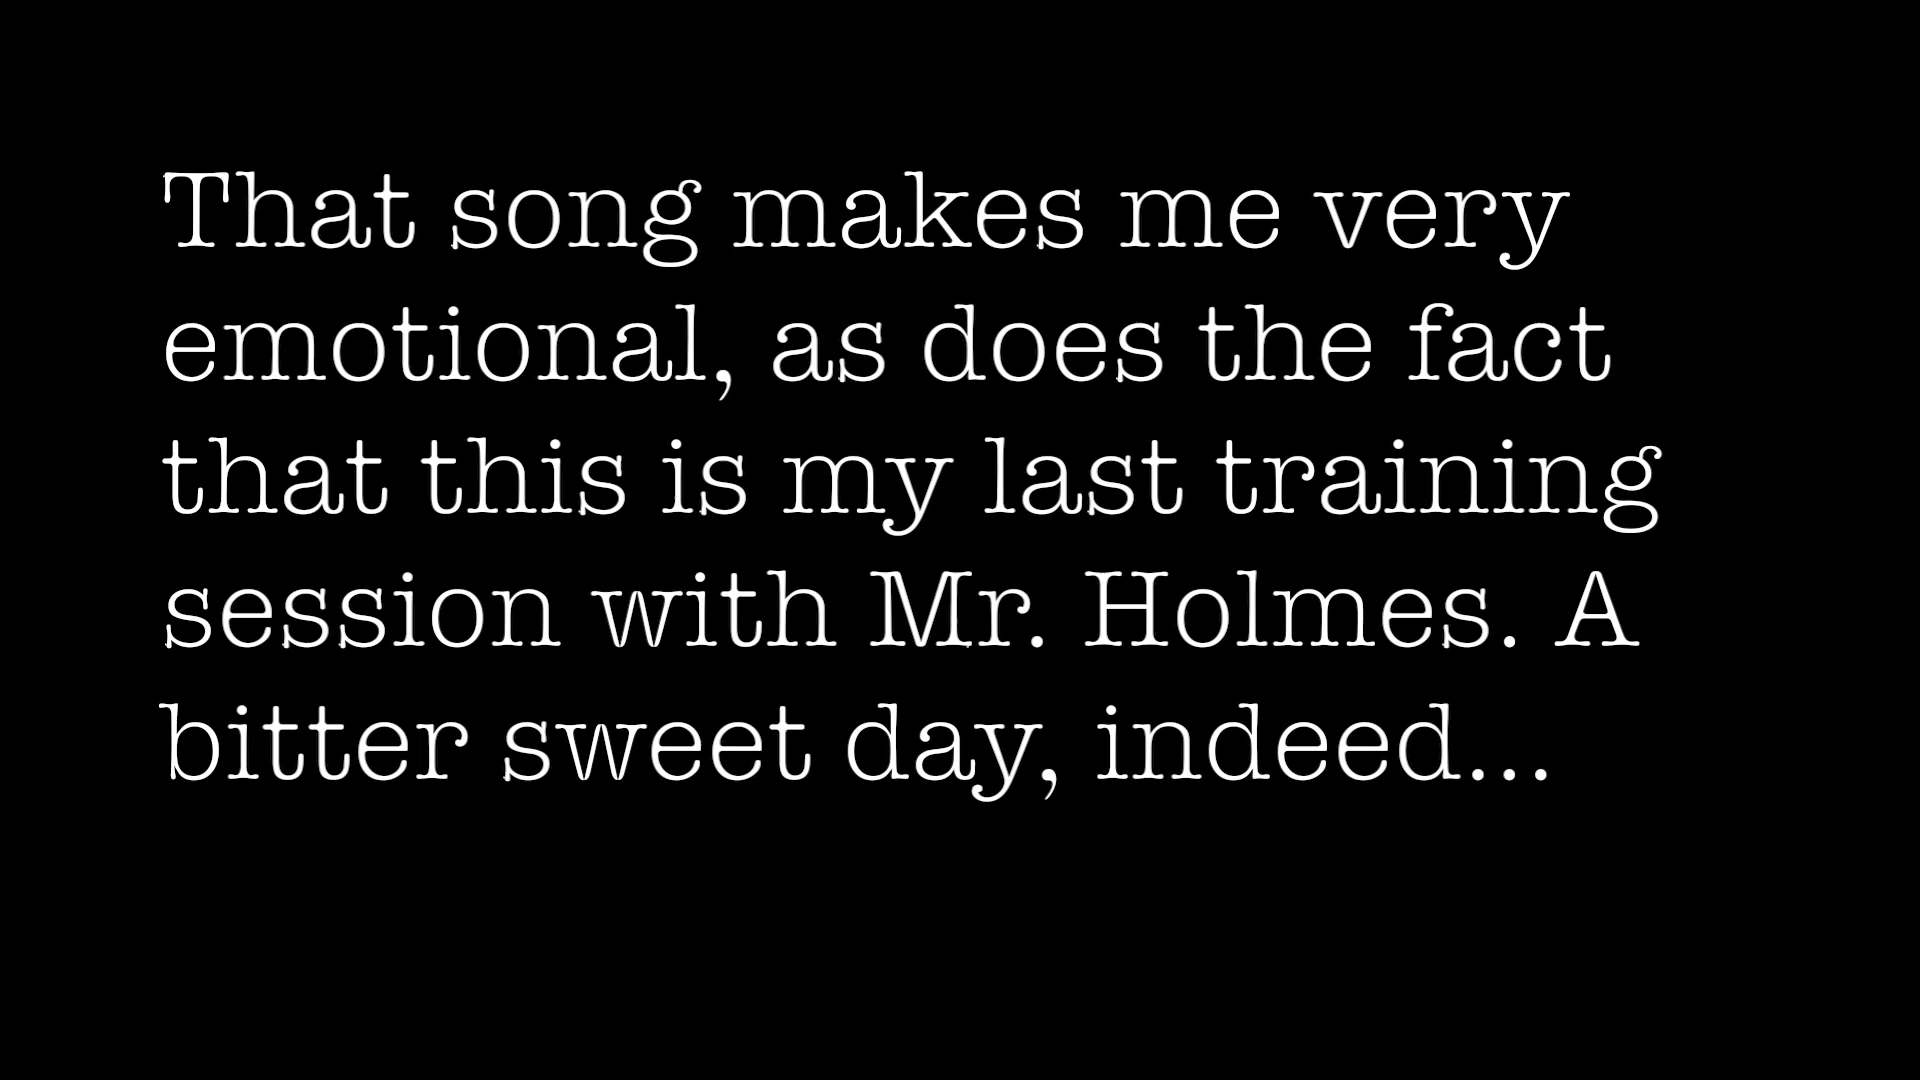 That song makes me very
emotional, as does the fact
that this is my last training
session with Mr. Holmes. A
bitter sweet day, indeed...